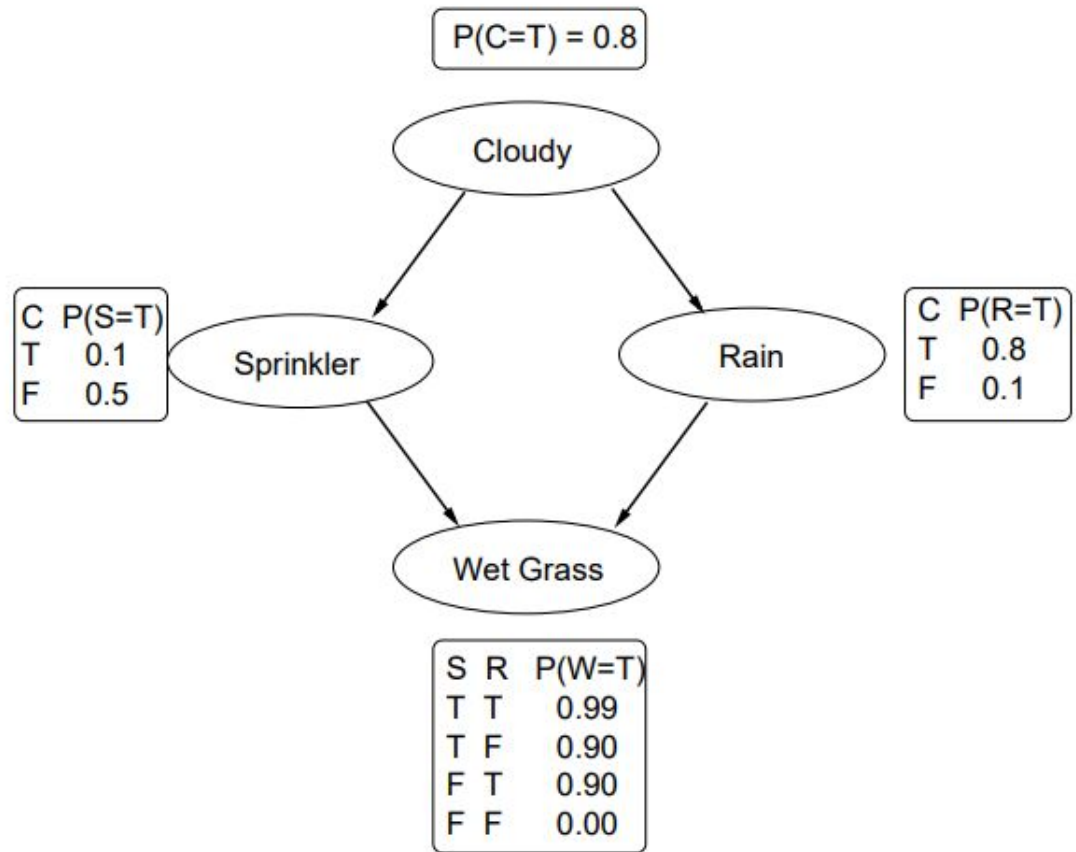 P(C=T) = 0.8
Cloudy
C P(S=T)
T 0.1
F 0.5
Sprinkler
Rain
C P(R=T)
T 0.8
F 0.1
Wet Grass
S R P(W=T)
T T 0.99
T F 0.90
F T 0.90
F F 0.00